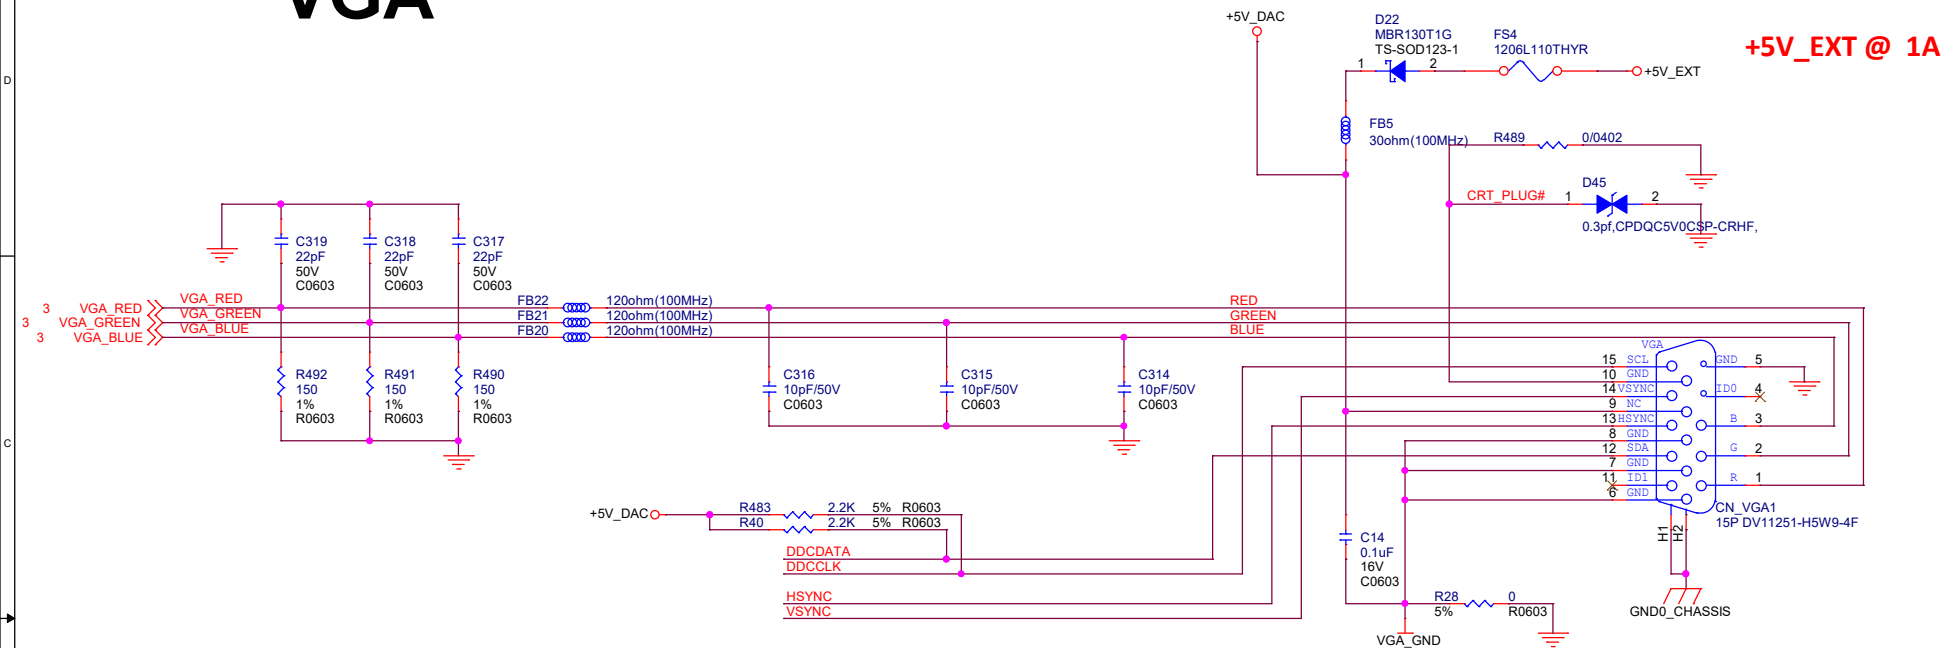 VGA
+5V_DAC
D22
MBR130T1G
TS-SOD123-1
1
2
FS4
1206L110THYR
+5V_EXT
+5V_EXT @ 1A
D
FB5
30ohm(100MHz)
R489
0/0402
CRT_PLUG#
1
D45
2
0.3pf,CPDQC5V0CSP-CRHF,
C319
22pF
50V
C0603
C318
22pF
50V
C0603
C317
22pF
50V
C0603
3 VGA_RED
3 VGA_GREEN
3 VGA_BLUE
VGA_RED
VGA_GREEN
VGA_BLUE
FB22 120ohm(100MHz)
FB21 120ohm(100MHz)
FB20 120ohm(100MHz)
RED
GREEN
BLUE
R492
150
1%
R0603
R491
150
1%
R0603
R490
150
1%
R0603
C316
10pF/50V
C0603
C315
10pF/50V
C0603
C314
10pF/50V
C0603
C
VGA
15 SCL
10 GND
14 VSYNC
9 NC
13 HSYNC
8 GND
12 SDA
7 GND
11 ID1
6 GND
GND 5
ID0 4
B 3
G 2
R 1
CN_VGA1
15P DV11251-H5W9-4F
H1
H2
GND0_CHASSIS
+5V_DAC
R483 2.2K 5% R0603
R40 2.2K 5% R0603
DDCDATA
DDCCLK
HSYNC
VSYNC
C14
0.1uF
16V
C0603
R28 0
5% R0603
VGA_GND